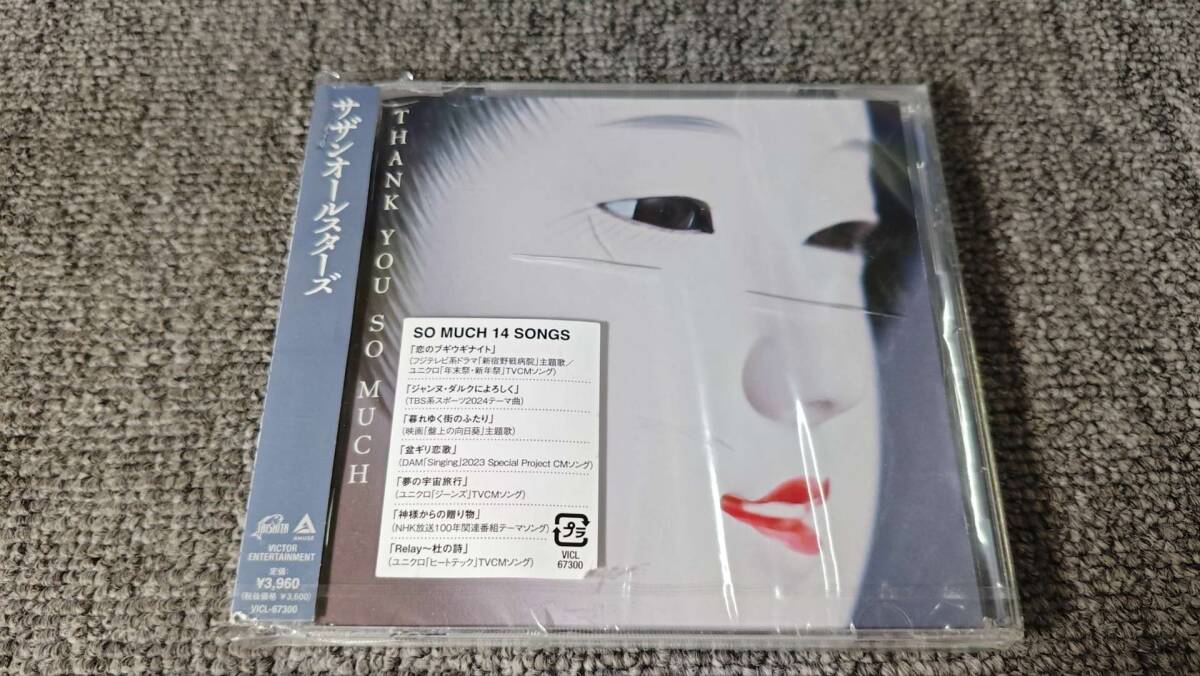 サザンオールスターズ
TAISHITA
AMUSE
VICTOR
ENTERTAINMENT
定価:
¥3,960
(税抜価格 ¥3,600)
VICL-67300
THANK YOU SO MUCH
SO MUCH 14 SONGS
「恋のブギウギナイト」
(フジテレビ系ドラマ「新宿野戦病院」主題歌/
ユニクロ「年末祭・新年祭」TVCMソング)
「ジャンヌ・ダルクによろしく」
(TBS系スポーツ2024テーマ曲)
「暮れゆく街のふたり」
(映画「盤上の向日葵」主題歌)
「盆ギリ恋歌」
(DAM「Singing」2023 Special Project CMソング)
「夢の宇宙旅行」
(ユニクロ「ジーンズ」TVCMソング)
「神様からの贈り物」
(NHK放送100年関連番組テーマソング)
「Relay〜杜の詩」
(ユニクロ「ヒートテック」TVCMソング)
プラ
VICL
67300